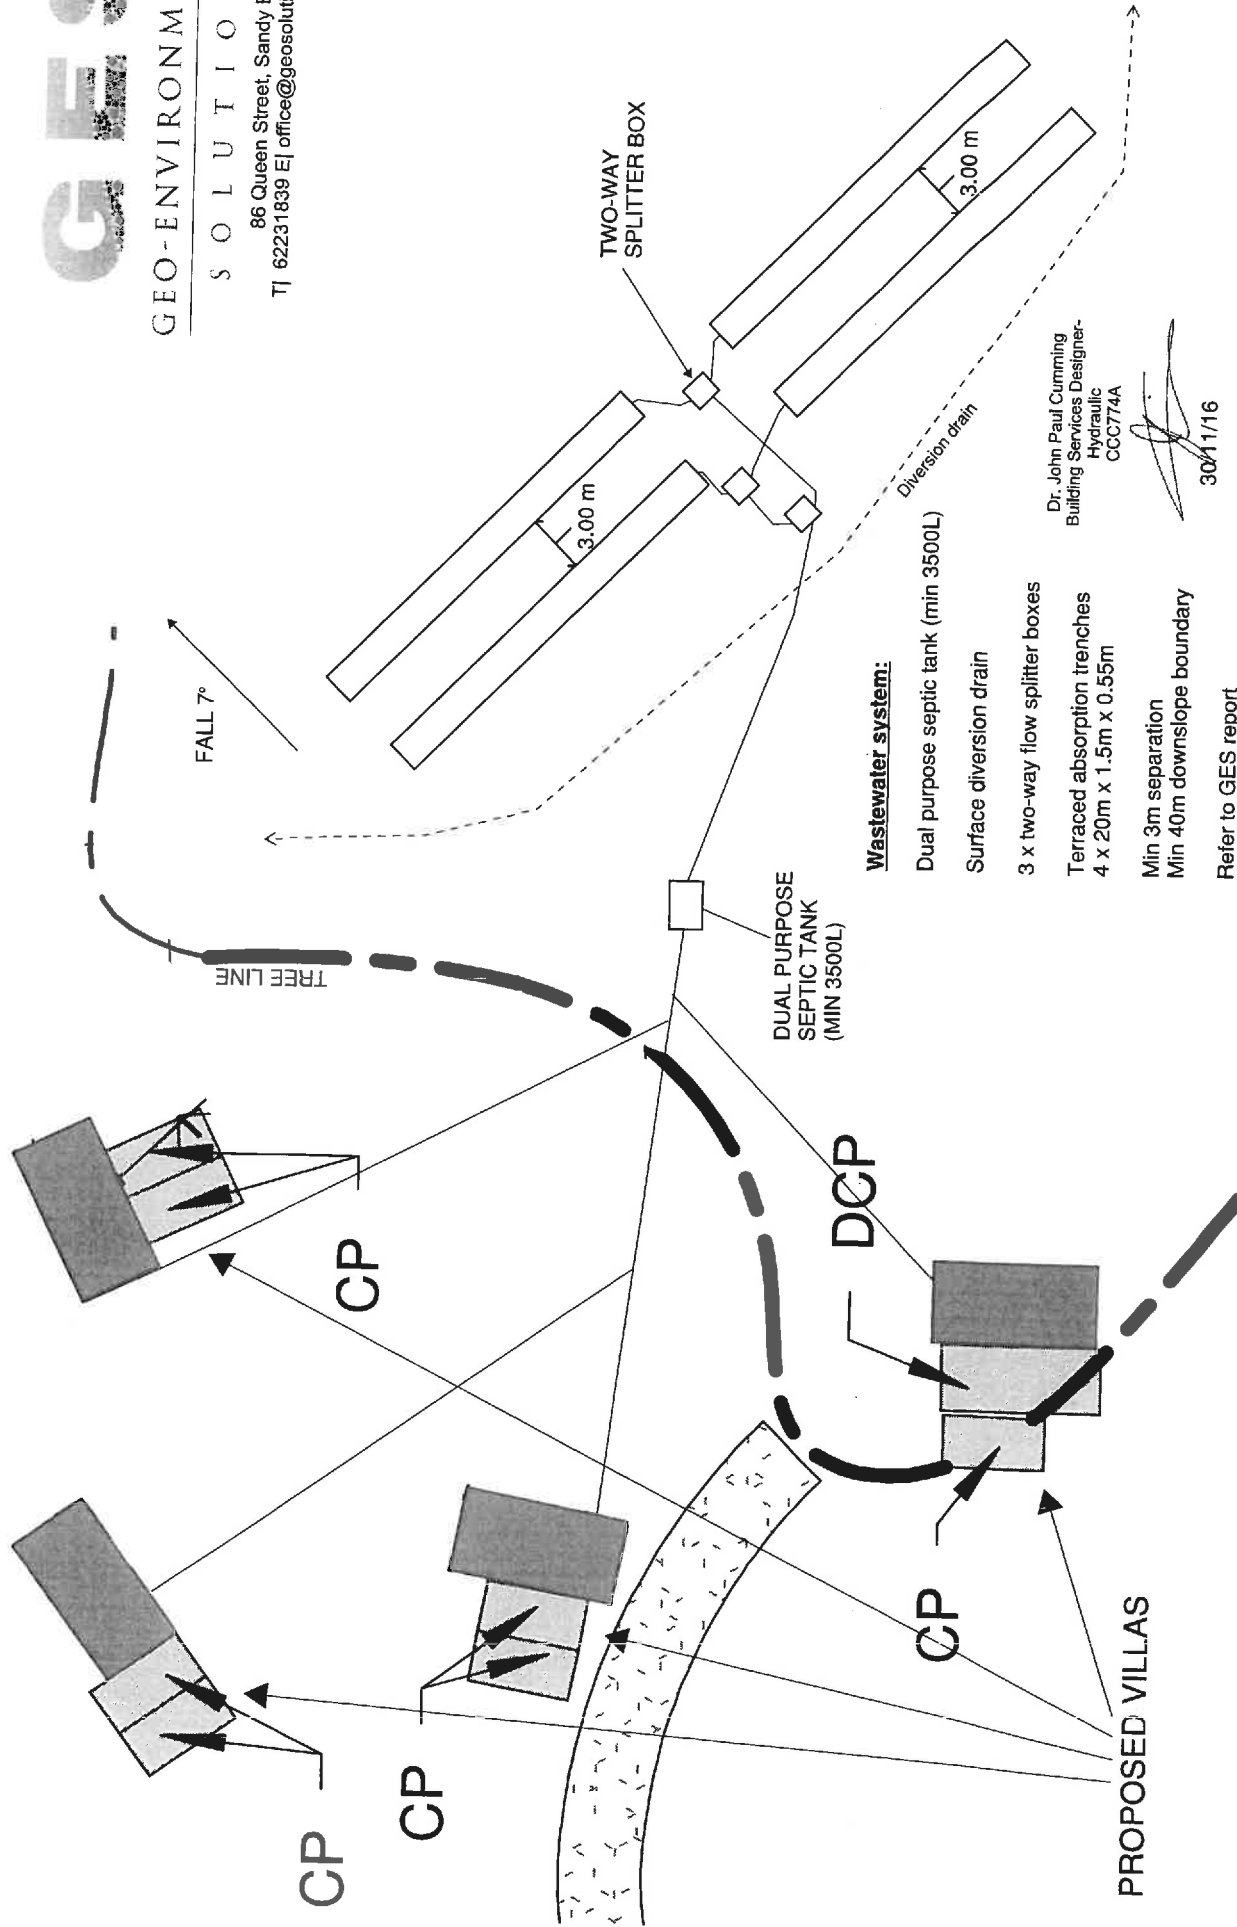 GES
GEO-ENVIRONM
SOLUTIO
86 Queen Street, Sandy
T| 62231839 E| office@geosoluti
TWO-WAY
SPLITTER BOX
3.00 m
3.00 m
FALL 7°
Diversion drain
TREE LINE
DUAL PURPOSE
SEPTIC TANK
(MIN 3500L)
CP
CP
CP
DCP
CP
PROPOSED VILLAS
Wastewater system:
Dual purpose septic tank (min 3500L)
Surface diversion drain
3 x two-way flow splitter boxes
Terraced absorption trenches
4 x 20m x 1.5m x 0.55m
Min 3m separation
Min 40m downslope boundary
Refer to GES report
Dr. John Paul Cumming
Building Services Designer-
Hydraulic
CCC774A
30/11/16